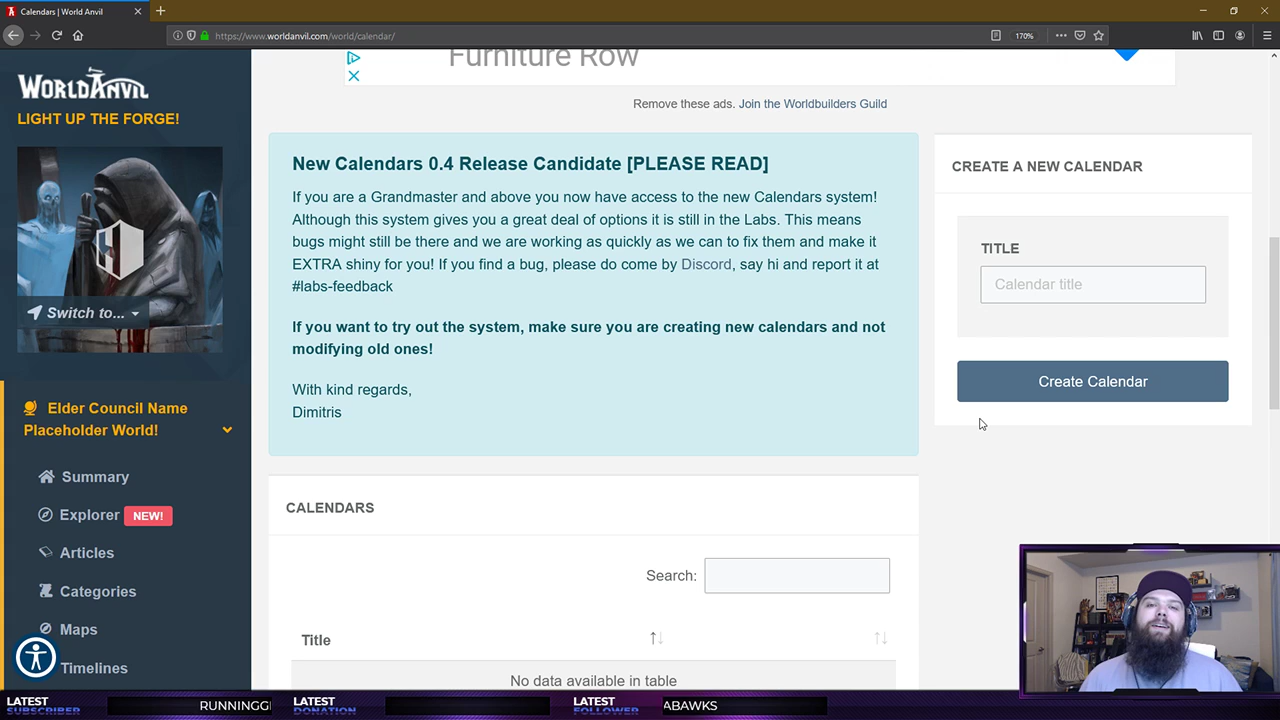 Calendars | World Anvil
https://www.worldanvil.com/world/calendar/
170%
WORLDANVIL
LIGHT UP THE FORGE!
Switch to...
Elder Council Name
Placeholder World!
Summary
Explorer NEW!
Articles
Categories
Maps
Timelines
Furniture Row
Remove these ads. Join the Worldbuilders Guild
New Calendars 0.4 Release Candidate [PLEASE READ]
If you are a Grandmaster and above you now have access to the new Calendars system!
Although this system gives you a great deal of options it is still in the Labs. This means
bugs might still be there and we are working as quickly as we can to fix them and make it
EXTRA shiny for you! If you find a bug, please do come by Discord, say hi and report it at
#labs-feedback
If you want to try out the system, make sure you are creating new calendars and not
modifying old ones!
With kind regards,
Dimitris
CALENDARS
Search:
Title
No data available in table
CREATE A NEW CALENDAR
TITLE
Calendar title
Create Calendar
LATEST
SUBSCRIBER
RUNNINGG
LATEST
DONATION
LATEST
FOLLOWER
ABAWKS